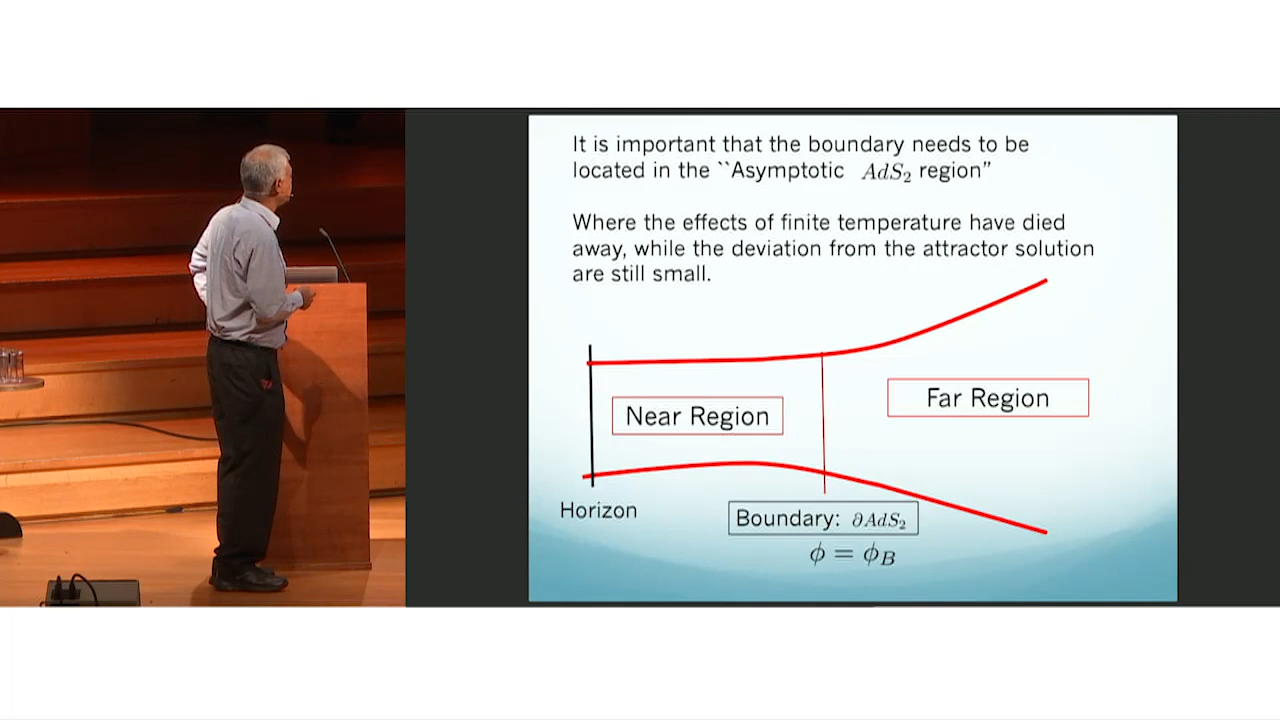 It is important that the boundary needs to be
located in the ``Asymptotic AdS₂ region”
Where the effects of finite temperature have died
away, while the deviation from the attractor solution
are still small.
Near Region
Far Region
Horizon
Boundary: ∂AdS₂
ϕ = ϕ_B